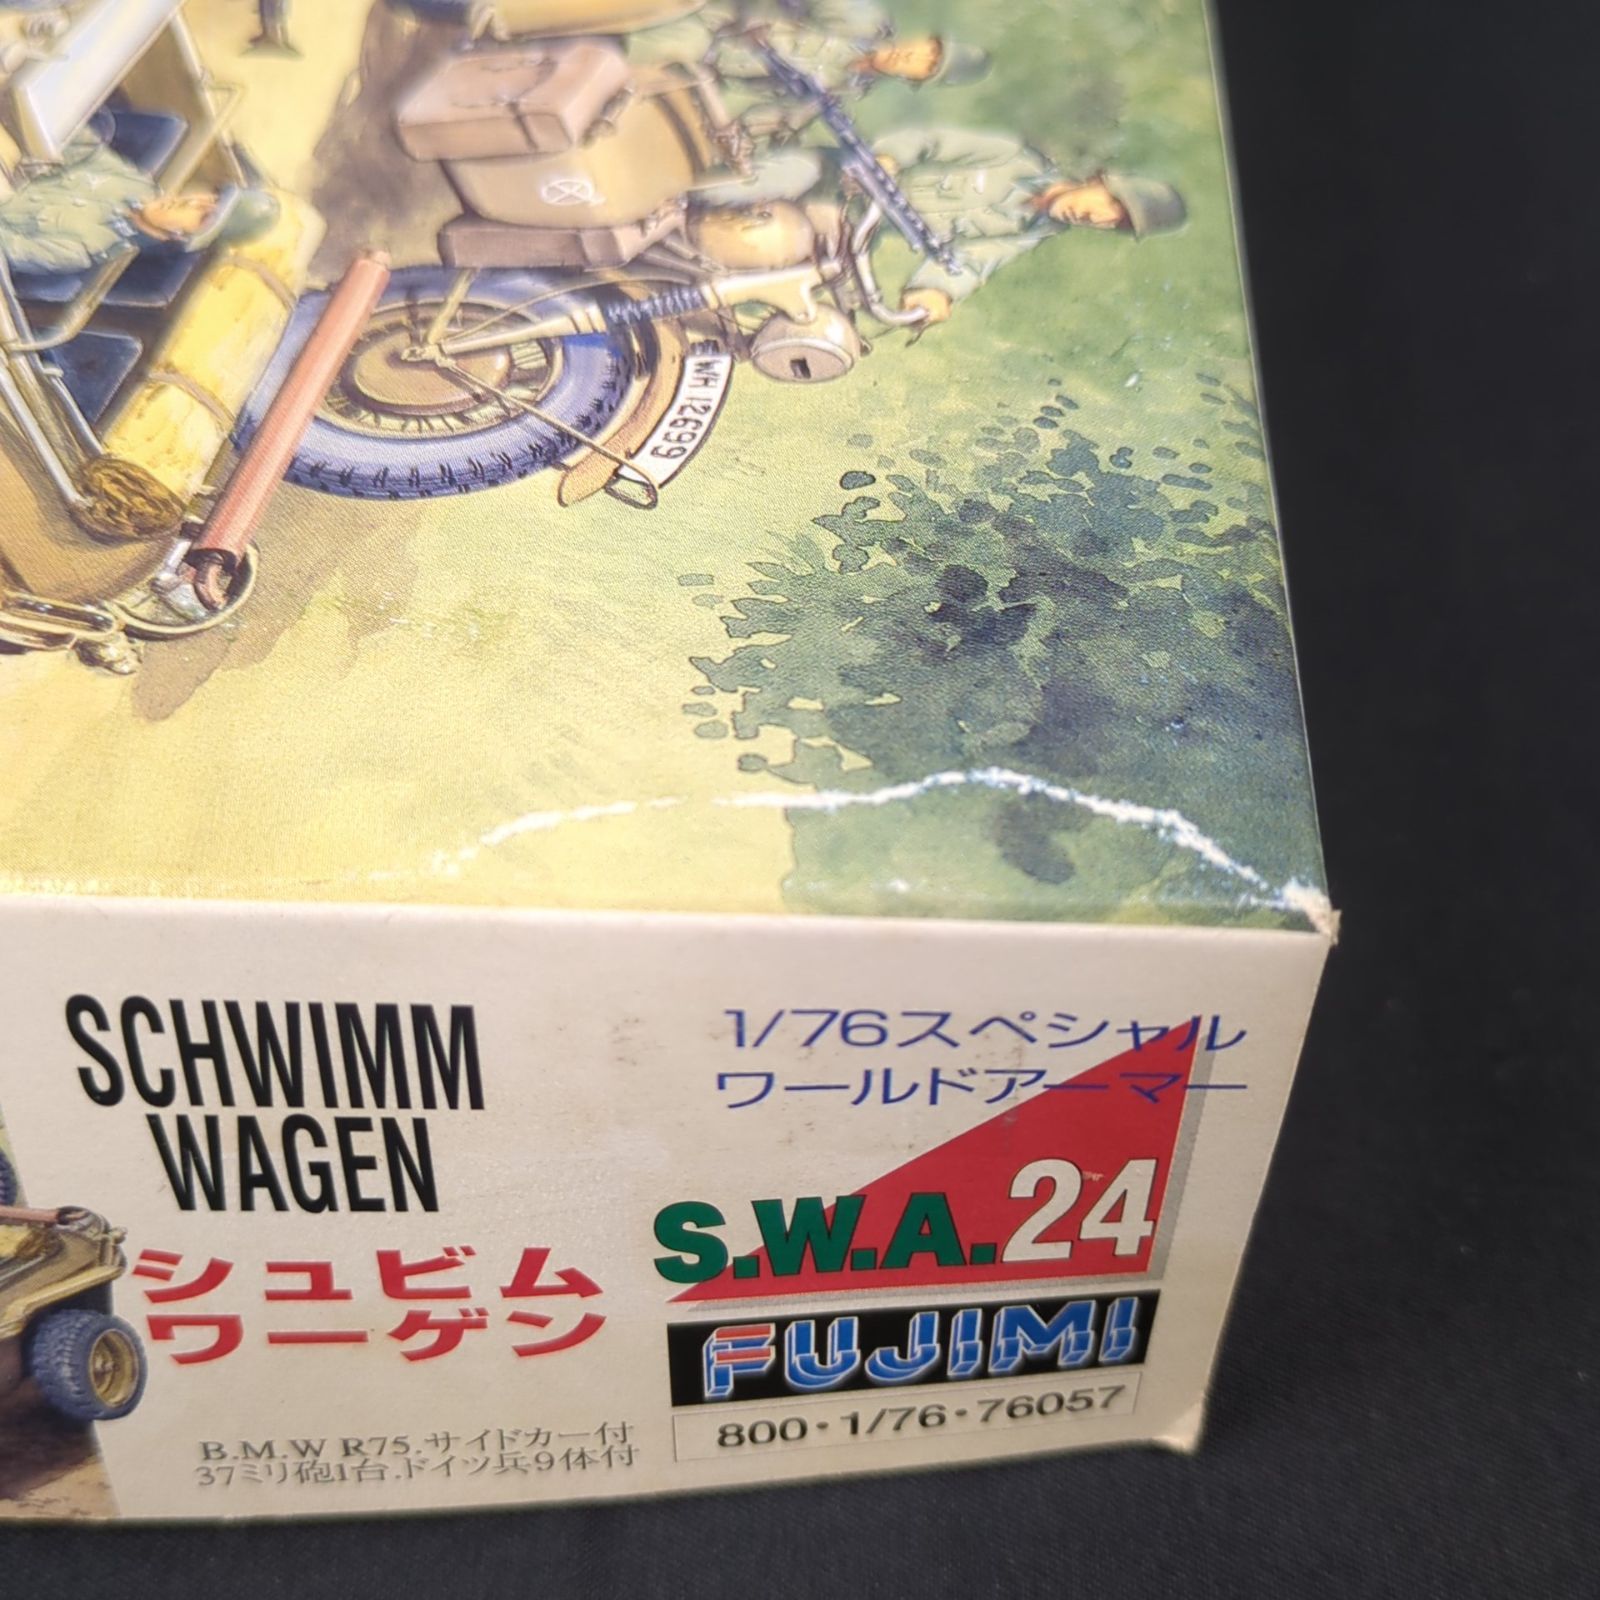 WH 12699
SCHWIMM
WAGEN
シュビム
ワーゲン
B.M.W R75.サイドカー付
37ミリ砲1台.ドイツ兵9体付
1/76スペシャル
ワールドアーマー
S.W.A.24
FUJIMI
800・1/76・76057